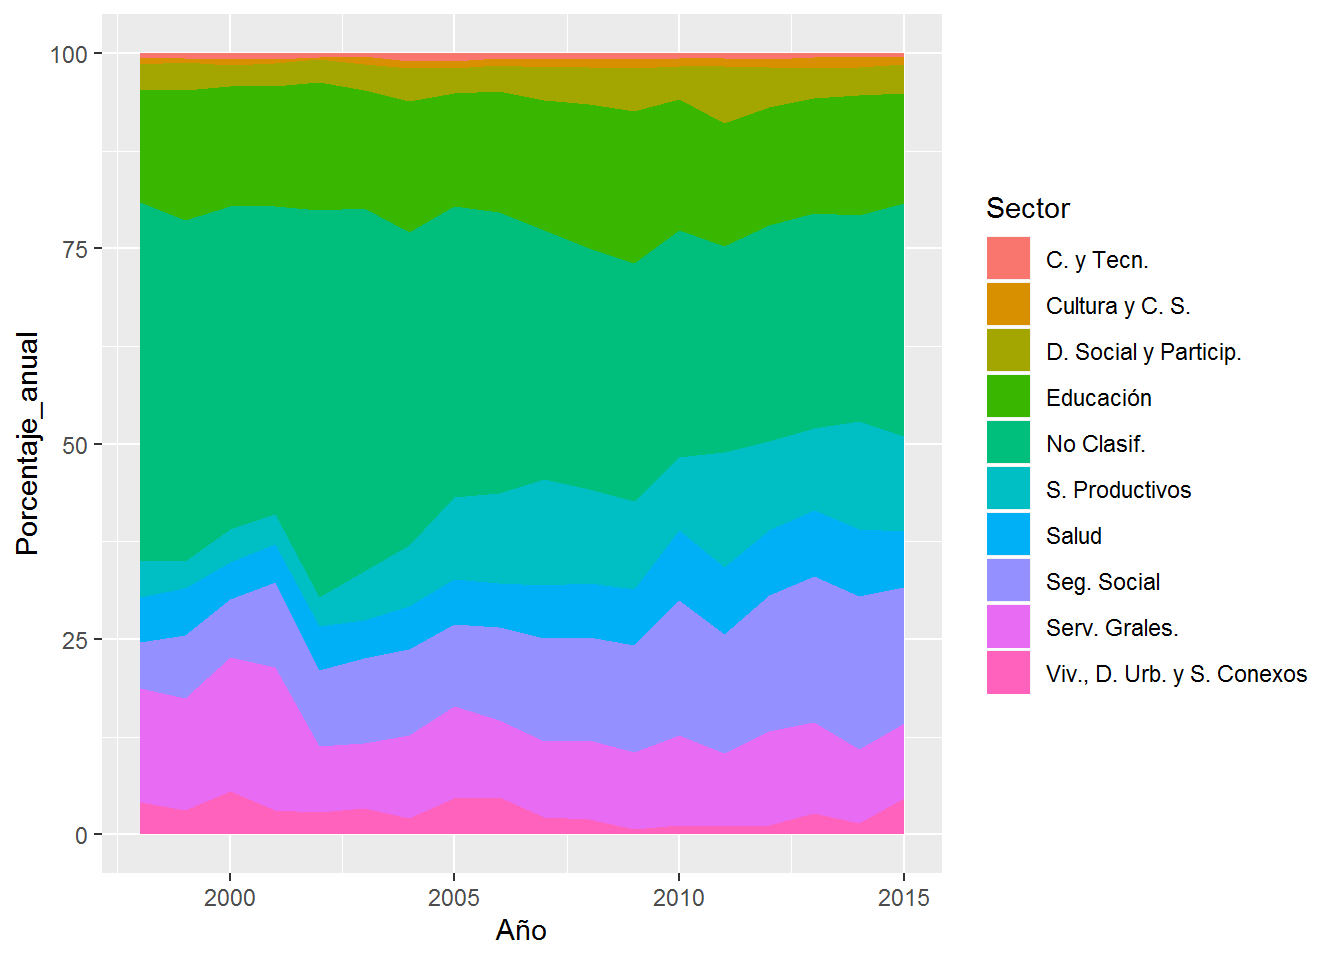 100
75
50
25
0
Porcentaje_anual
2000 2005 2010 2015
Año
Sector
C. y Tecn.
Cultura y C. S.
D. Social y Particip.
Educación
No Clasif.
S. Productivos
Salud
Seg. Social
Serv. Grales.
Viv., D. Urb. y S. Conexos